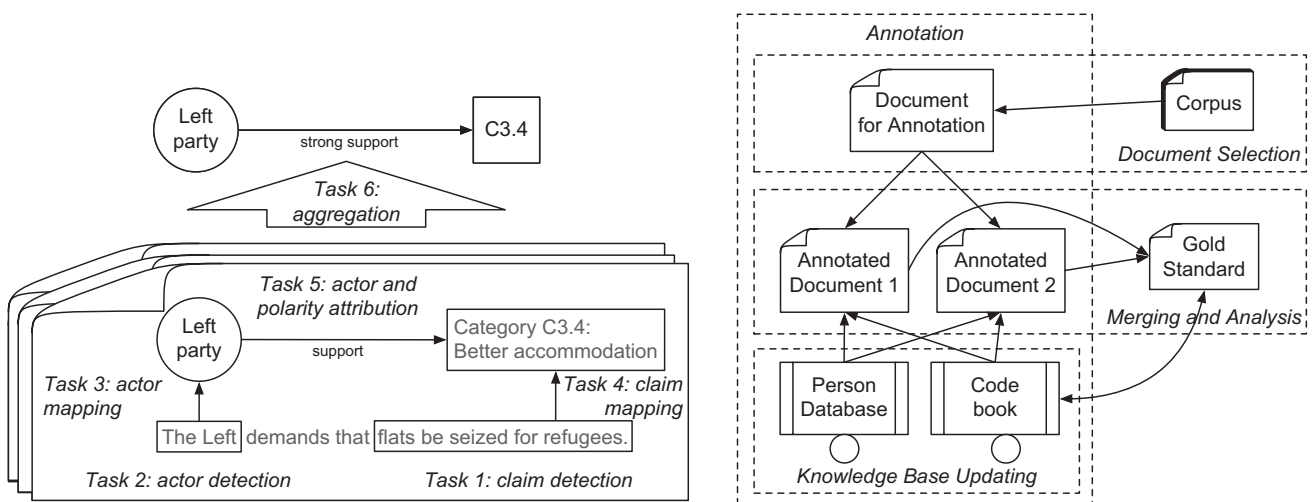 Left
party
strong support
C3.4
Task 6:
aggregation
Task 5: actor and
polarity attribution
Left
party
support
Category C3.4:
Better accommodation
Task 3: actor
mapping
Task 4: claim
mapping
The Left demands that flats be seized for refugees.
Task 2: actor detection
Task 1: claim detection
Annotation
Document
for Annotation
Corpus
Document Selection
Annotated
Document 1
Annotated
Document 2
Gold
Standard
Merging and Analysis
Person
Database
Code
book
Knowledge Base Updating